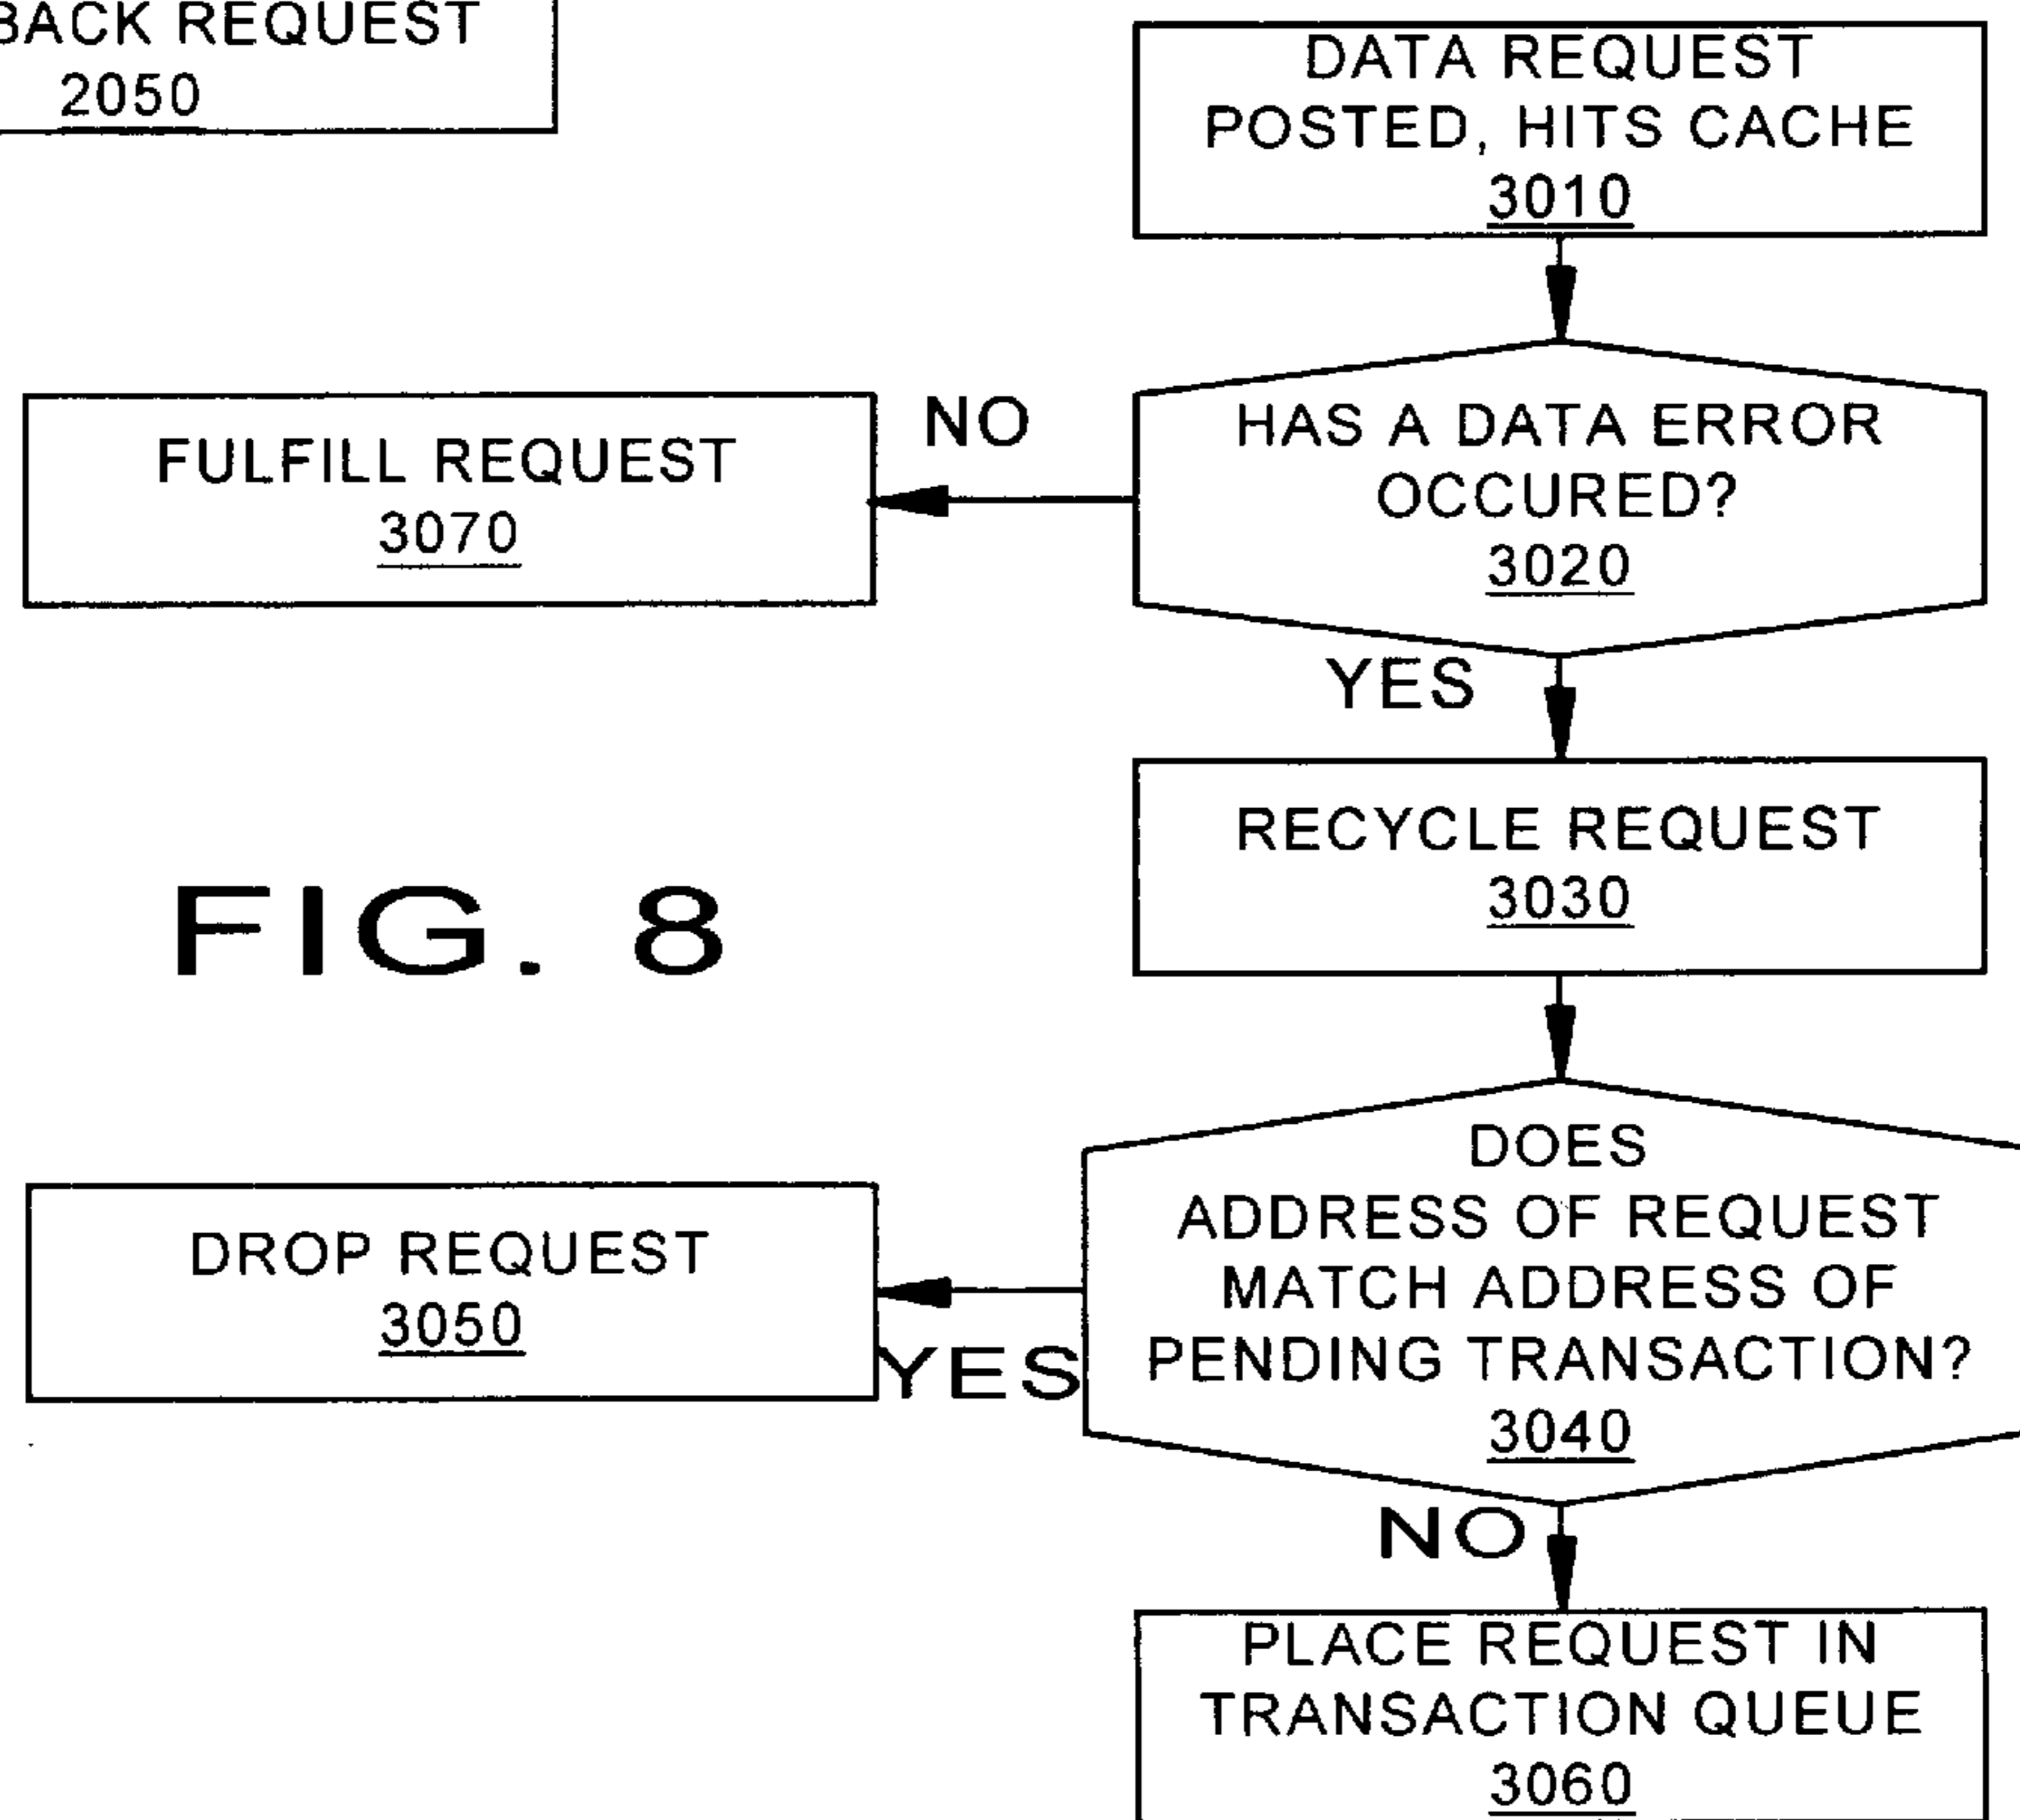 BACK REQUEST
2050
DATA REQUEST
POSTED, HITS CACHE
3010
HAS A DATA ERROR
OCCURED?
3020
NO
FULFILL REQUEST
3070
YES
RECYCLE REQUEST
3030
FIG. 8
DOES
ADDRESS OF REQUEST
MATCH ADDRESS OF
PENDING TRANSACTION?
3040
YES
DROP REQUEST
3050
NO
PLACE REQUEST IN
TRANSACTION QUEUE
3060